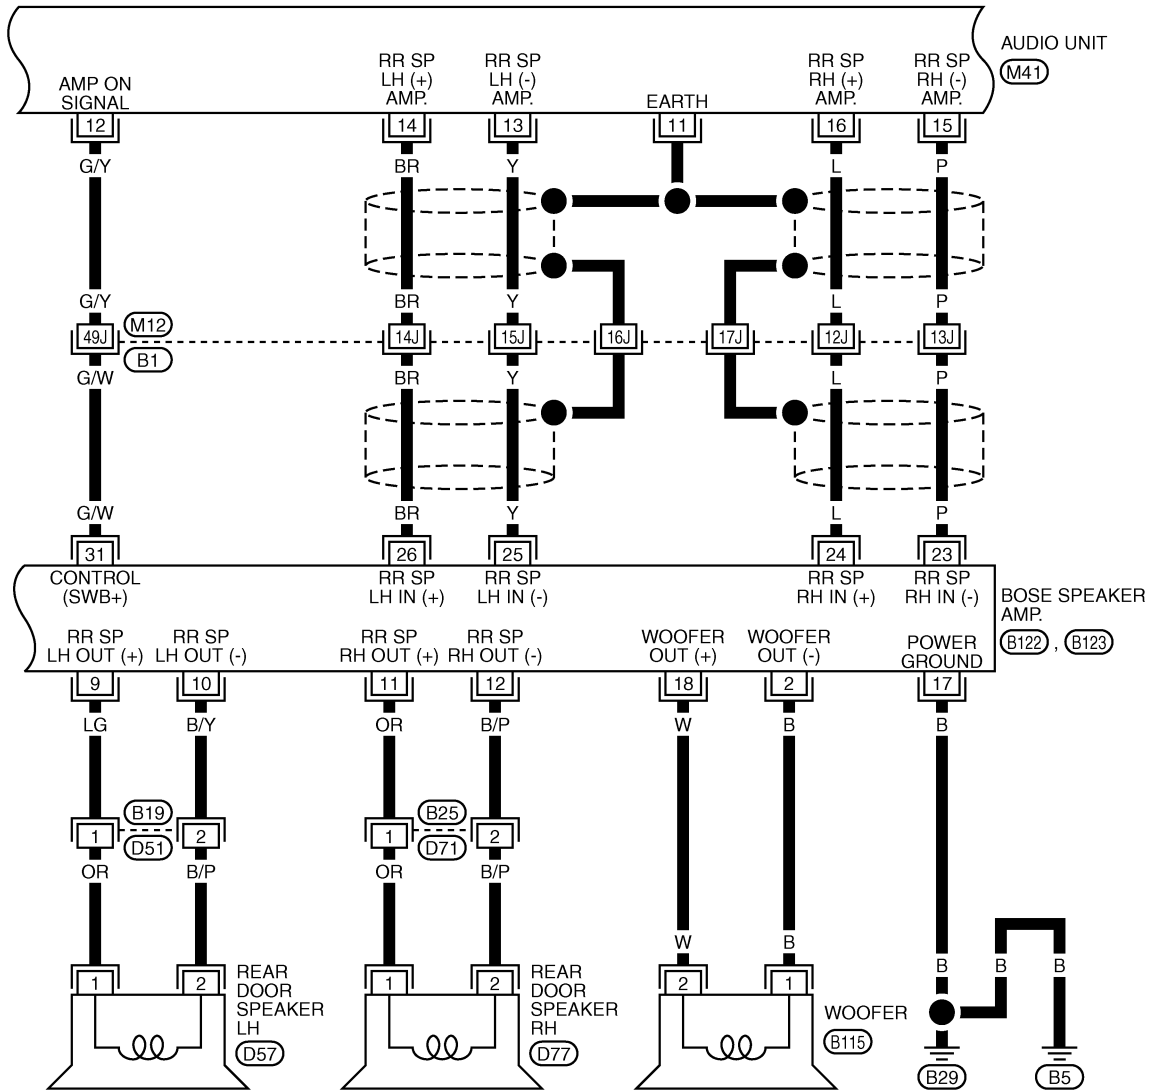 AUDIO UNIT
M41
AMP ON
SIGNAL
RR SP
LH (+)
AMP.
RR SP
LH (-)
AMP.
EARTH
RR SP
RH (+)
AMP.
RR SP
RH (-)
AMP.
12 14 13 11 16 15
G/Y BR Y L P
G/Y BR Y L P
49J M12 14J 15J 16J 17J 12J 13J
B1
G/W BR Y L P
G/W BR Y L P
31 26 25 24 23
CONTROL
(SWB+)
RR SP
LH IN (+)
RR SP
LH IN (-)
RR SP
RH IN (+)
RR SP
RH IN (-)
BOSE SPEAKER
AMP.
B122 , B123
RR SP
LH OUT (+)
RR SP
LH OUT (-)
RR SP
RH OUT (+)
RR SP
RH OUT (-)
WOOFER
OUT (+)
WOOFER
OUT (-)
POWER
GROUND
9 10 11 12 18 2 17
LG B/Y OR B/P W B B
B19 B25
1 2 1 2
D51 D71
OR B/P OR B/P
W B
B B B
1 2 1 2 2 1
REAR
DOOR
SPEAKER
LH
D57
REAR
DOOR
SPEAKER
RH
D77
WOOFER
B115
B29 B5